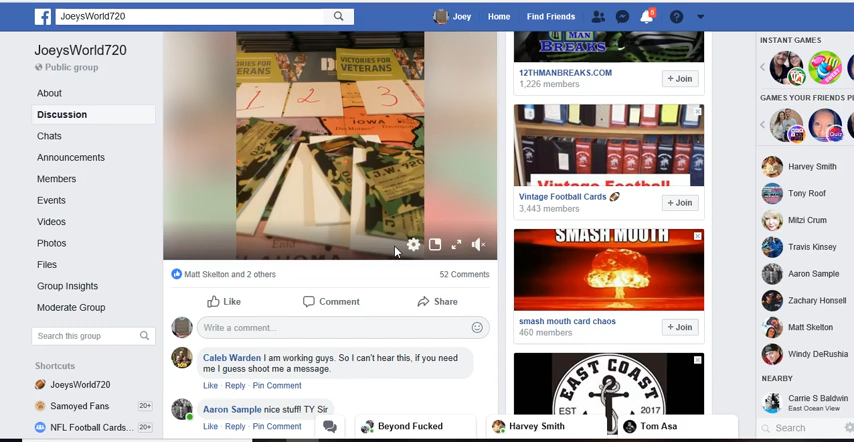 JoeysWorld720
Joey
Home
Find Friends
6
JoeysWorld720
Public group
About
Discussion
Chats
Announcements
Members
Events
Videos
Photos
Files
Group Insights
Moderate Group
Search this group
Shortcuts
JoeysWorld720
Samoyed Fans 20+
NFL Football Cards... 20+
VICTORIES FOR
VETERANS
1 2 3
IOWA
J.W. 720
OKLAHOMA
Matt Skelton and 2 others
52 Comments
Like
Comment
Share
Write a comment...
Caleb Warden I am working guys. So I can't hear this, if you need
me I guess shoot me a message.
Like · Reply · Pin Comment
Aaron Sample nice stuff! TY Sir
Like · Reply · Pin Comment
MAN
BREAKS
12THMANBREAKS.COM
1,226 members
+ Join
Vintage Football
Vintage Football Cards 🏈
3,443 members
+ Join
SMASH MOUTH
smash mouth card chaos
460 members
+ Join
EAST COAST
EST
2017
INSTANT GAMES
GAMES YOUR FRIENDS P
Quiz
Harvey Smith
Tony Roof
Mitzi Crum
Travis Kinsey
Aaron Sample
Zachary Honsell
Matt Skelton
Windy DeRushia
NEARBY
Carrie S Baldwin
East Ocean View
Search
Beyond Fucked
Harvey Smith
Tom Asa